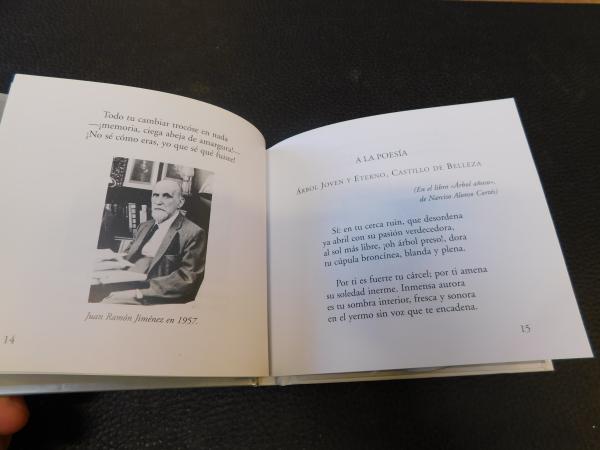 Todo tu cambiar trocóse en nada
—¡memoria, ciega abeja de amargura!—
¡No sé cómo eras, yo que sé qué fuiste!
Juan Ramón Jiménez en 1957.
14
A LA POESÍA
ÁRBOL JOVEN Y ETERNO, CASTILLO DE BELLEZA
(En el libro «Árbol añoso»,
de Narciso Alonso Cortés)
Sí: en tu cerca ruin, que desordena
ya abril con su pasión verdecedora,
al sol más libre, ¡oh árbol preso!, dora
tu cúpula broncínea, blanda y plena.
Por ti es fuerte tu cárcel; por ti amena
su soledad inerme. Inmensa aurora
es tu sombra interior, fresca y sonora
en el yermo sin voz que te encadena.
15